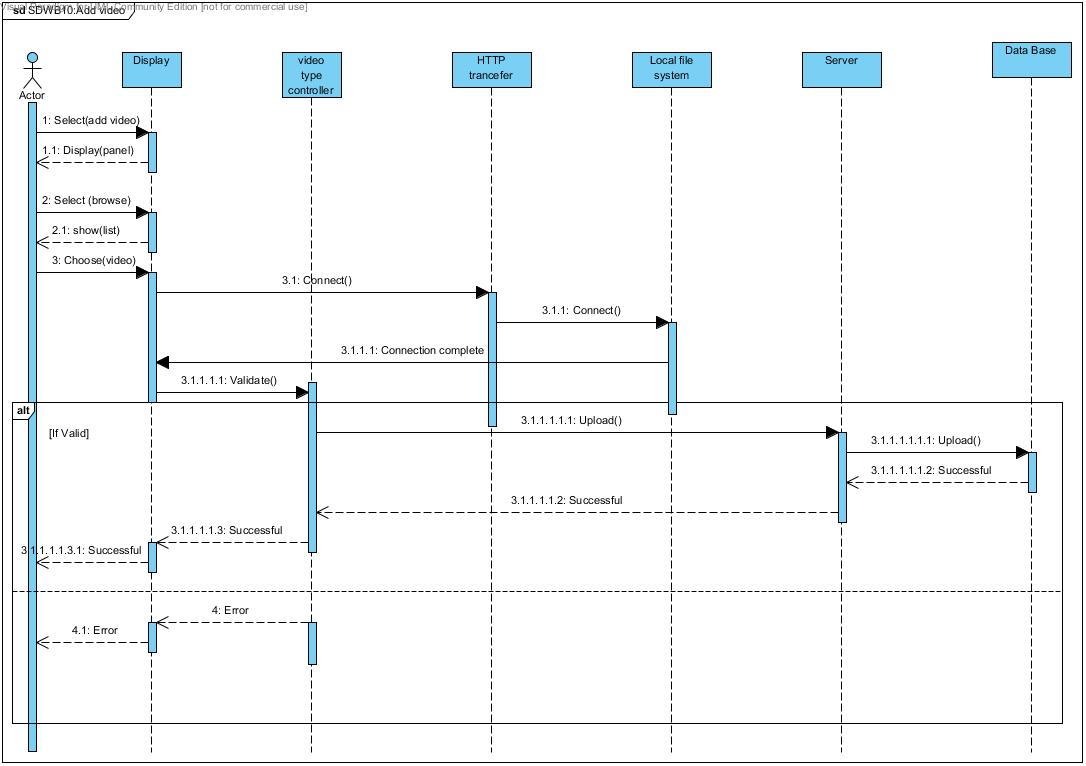 Visual Paradigm for UML Community Edition [not for commercial use]
sd SDWB10:Add video
Actor
Display
video
type
controller
HTTP
trancefer
Local file
system
Server
Data Base
1: Select(add video)
1.1: Display(panel)
2: Select (browse)
2.1: show(list)
3: Choose(video)
3.1: Connect()
3.1.1: Connect()
3.1.1.1: Connection complete
3.1.1.1.1: Validate()
alt
[If Valid]
3.1.1.1.1.1: Upload()
3.1.1.1.1.1.1: Upload()
3.1.1.1.1.1.2: Successful
3.1.1.1.1.2: Successful
3.1.1.1.1.3: Successful
3.1.1.1.1.3.1: Successful
4: Error
4.1: Error